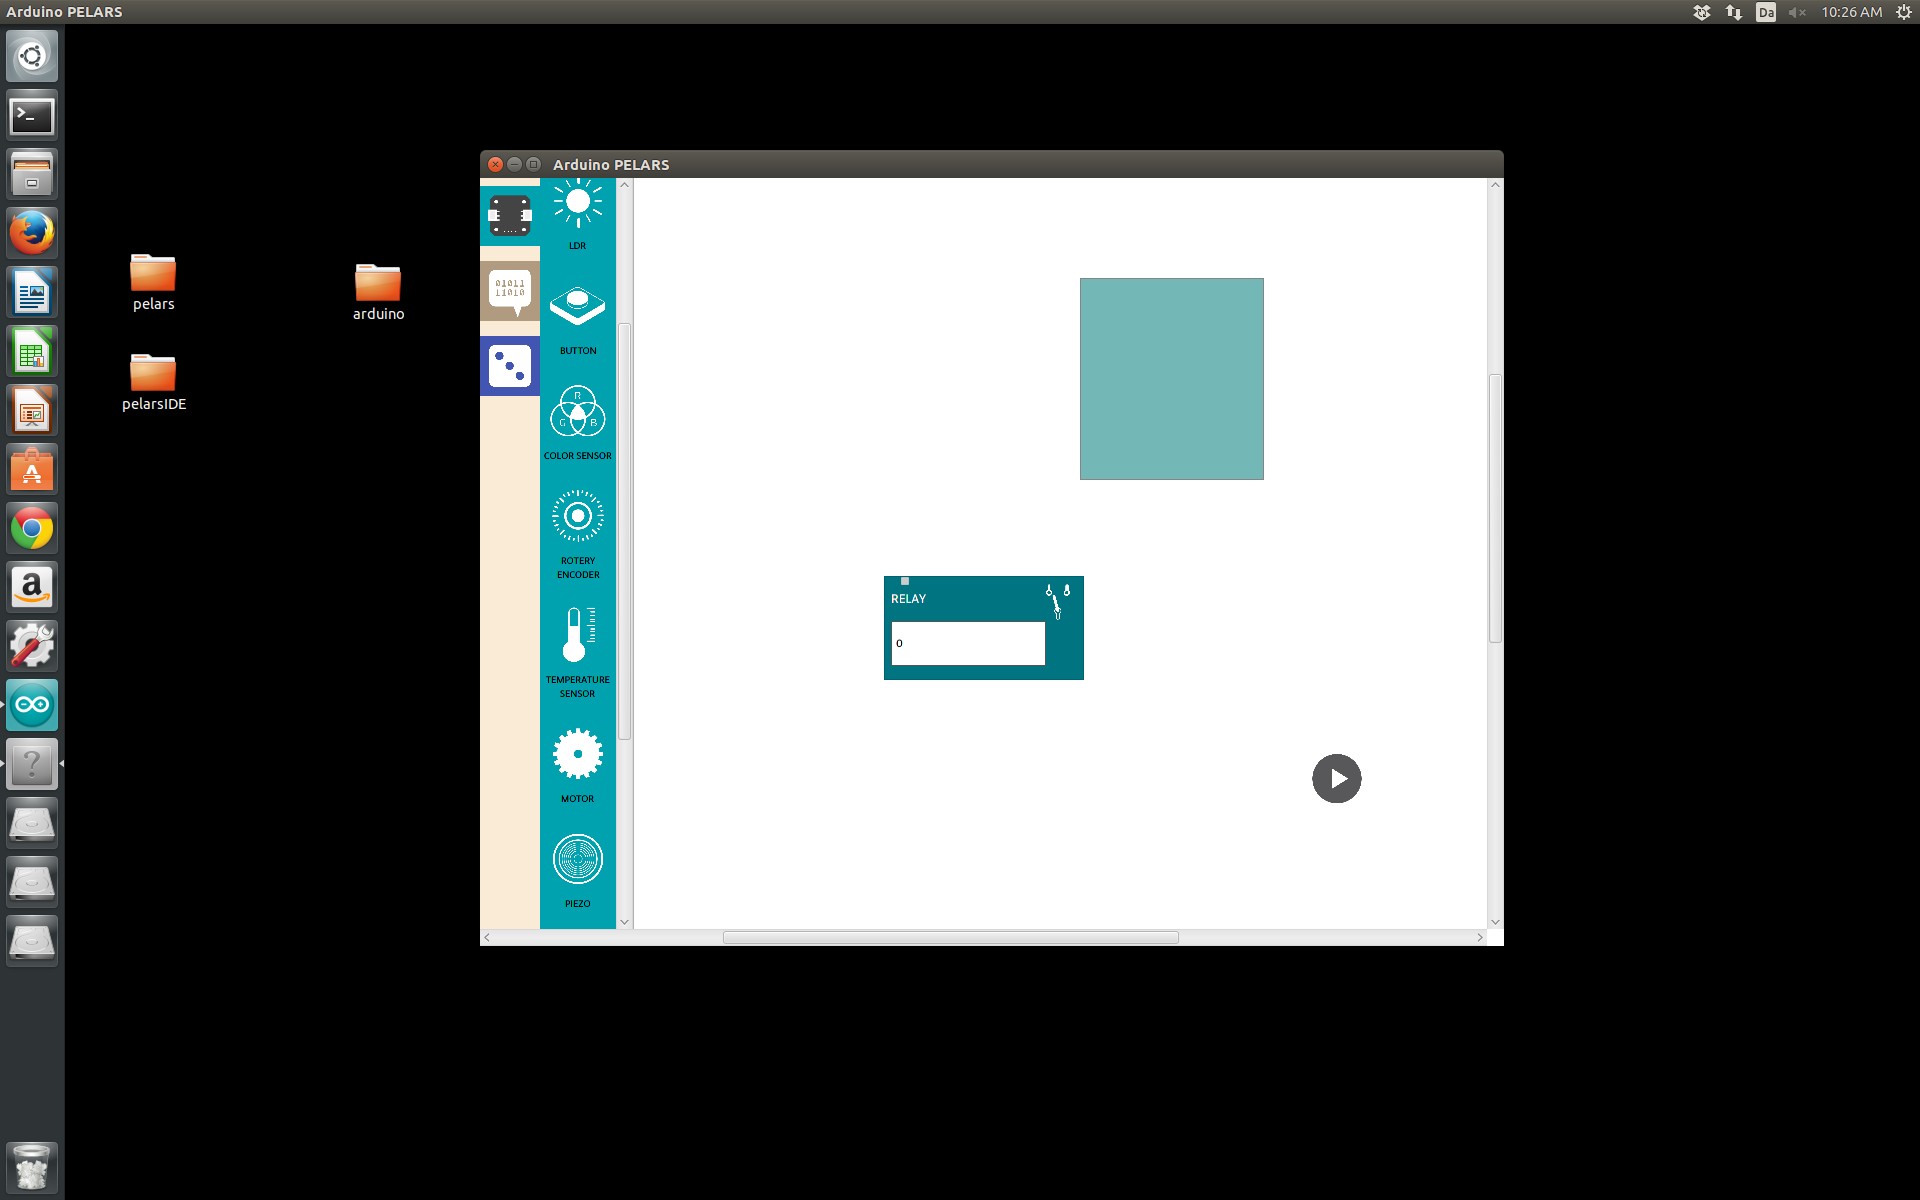 Arduino PELARS
Da
10:26 AM
pelars
arduino
pelarsIDE
Arduino PELARS
LDR
01011
11010
BUTTON
R
G B
COLOR SENSOR
ROTERY
ENCODER
TEMPERATURE
SENSOR
MOTOR
PIEZO
RELAY
0